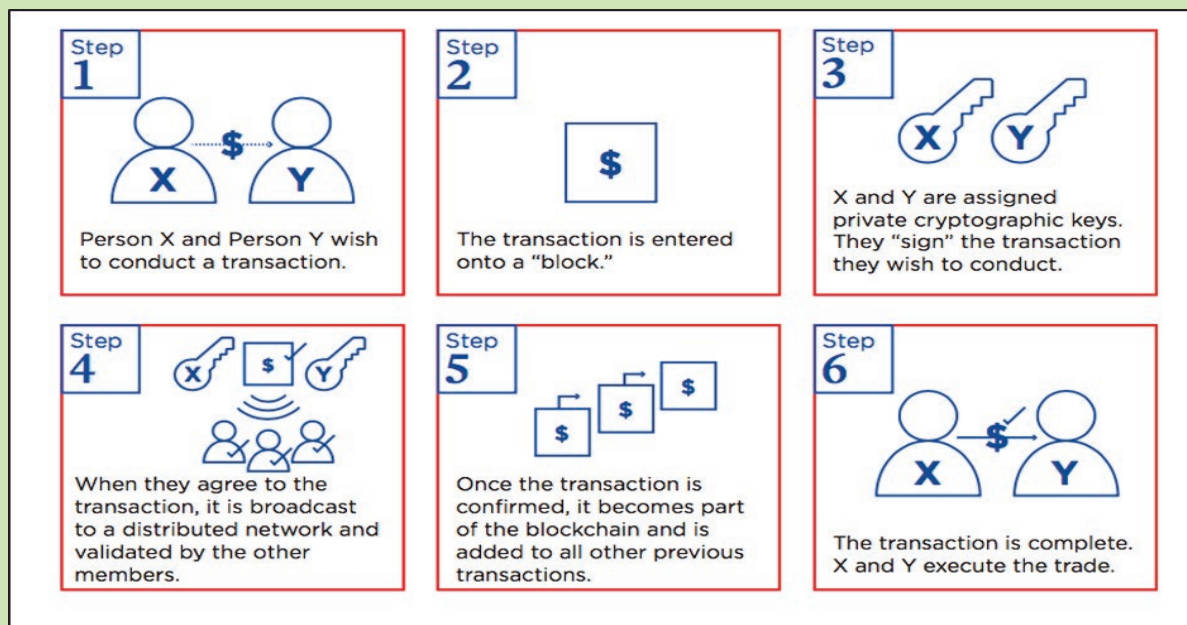 Step
1
$
X
Y
Person X and Person Y wish
to conduct a transaction.
Step
2
$
The transaction is entered
onto a “block.”
Step
3
X
Y
X and Y are assigned
private cryptographic keys.
They “sign” the transaction
they wish to conduct.
Step
4
X
$
Y
When they agree to the
transaction, it is broadcast
to a distributed network and
validated by the other
members.
Step
5
$
$
$
Once the transaction is
confirmed, it becomes part
of the blockchain and is
added to all other previous
transactions.
Step
6
$
X
Y
The transaction is complete.
X and Y execute the trade.